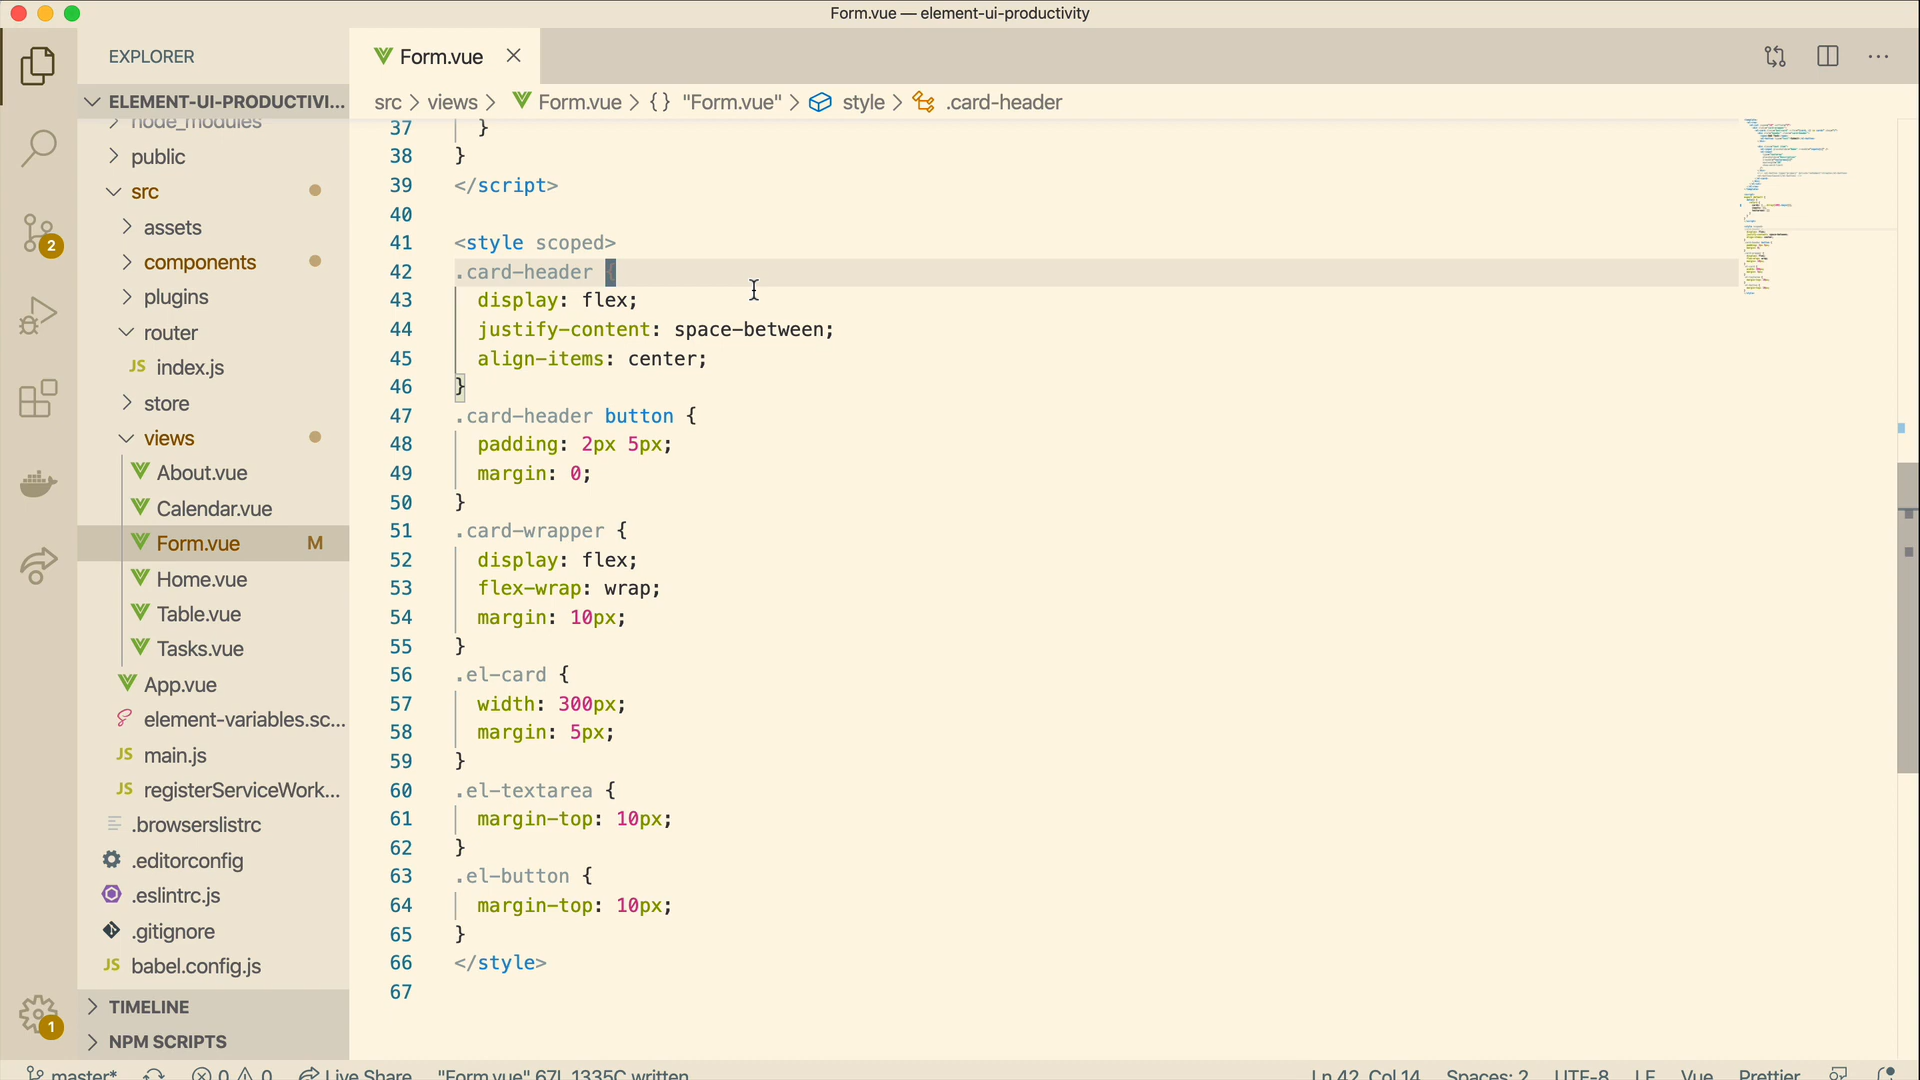 Form.vue — element-ui-productivity
EXPLORER
Form.vue
ELEMENT-UI-PRODUCTIVI...
src > views > Form.vue > {} "Form.vue" > style > .card-header
node_modules
public
src
assets
components
plugins
router
JS index.js
store
views
About.vue
Calendar.vue
Form.vue M
Home.vue
Table.vue
Tasks.vue
App.vue
element-variables.sc...
JS main.js
JS registerServiceWork...
.browserslistrc
.editorconfig
.eslintrc.js
.gitignore
JS babel.config.js
TIMELINE
NPM SCRIPTS
2
1
37 }
38 }
39 </script>
40
41 <style scoped>
42 .card-header {
43 display: flex;
44 justify-content: space-between;
45 align-items: center;
46 }
47 .card-header button {
48 padding: 2px 5px;
49 margin: 0;
50 }
51 .card-wrapper {
52 display: flex;
53 flex-wrap: wrap;
54 margin: 10px;
55 }
56 .el-card {
57 width: 300px;
58 margin: 5px;
59 }
60 .el-textarea {
61 margin-top: 10px;
62 }
63 .el-button {
64 margin-top: 10px;
65 }
66 </style>
67
master* 0 0 Live Share "Form.vue" 67L, 1335C written Ln 42, Col 14 Spaces: 2 UTF-8 LF Vue Prettier